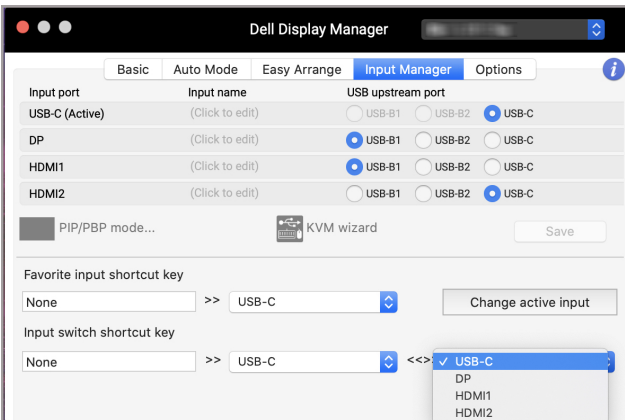 Dell Display Manager
Basic Auto Mode Easy Arrange Input Manager Options i
Input port Input name USB upstream port
USB-C (Active) (Click to edit) USB-B1 USB-B2 USB-C
DP (Click to edit) USB-B1 USB-B2 USB-C
HDMI1 (Click to edit) USB-B1 USB-B2 USB-C
HDMI2 (Click to edit) USB-B1 USB-B2 USB-C
PIP/PBP mode... KVM wizard Save
Favorite input shortcut key
None >> USB-C Change active input
Input switch shortcut key
None >> USB-C <<>> ✓ USB-C
DP
HDMI1
HDMI2